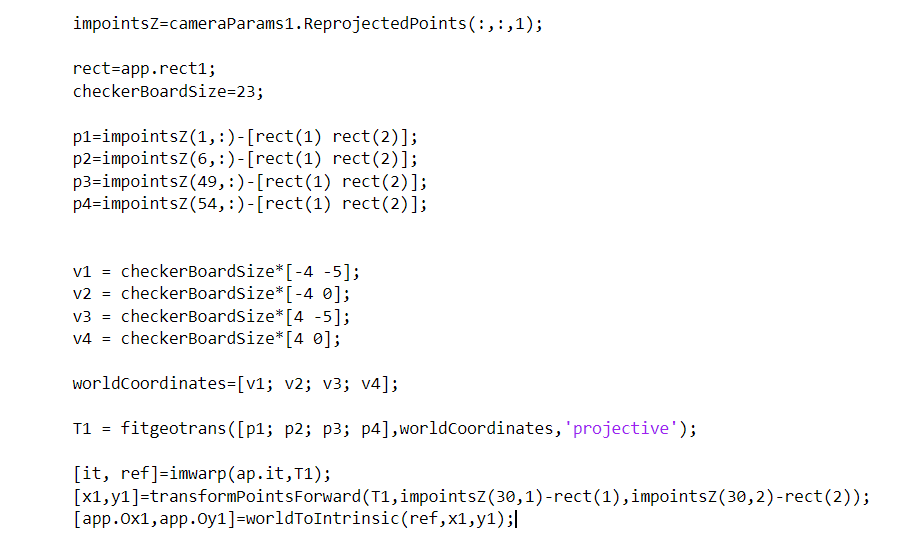 impointsZ=cameraParams1.ReprojectedPoints(:,:,1);
rect=app.rect1;
checkerBoardSize=23;
p1=impointsZ(1,:)-[rect(1) rect(2)];
p2=impointsZ(6,:)-[rect(1) rect(2)];
p3=impointsZ(49,:)-[rect(1) rect(2)];
p4=impointsZ(54,:)-[rect(1) rect(2)];
v1 = checkerBoardSize*[-4 -5];
v2 = checkerBoardSize*[-4 0];
v3 = checkerBoardSize*[4 -5];
v4 = checkerBoardSize*[4 0];
worldCoordinates=[v1; v2; v3; v4];
T1 = fitgeotrans([p1; p2; p3; p4],worldCoordinates,'projective');
[it, ref]=imwarp(ap.it,T1);
[x1,y1]=transformPointsForward(T1,impointsZ(30,1)-rect(1),impointsZ(30,2)-rect(2));
[app.Ox1,app.Oy1]=worldToIntrinsic(ref,x1,y1);